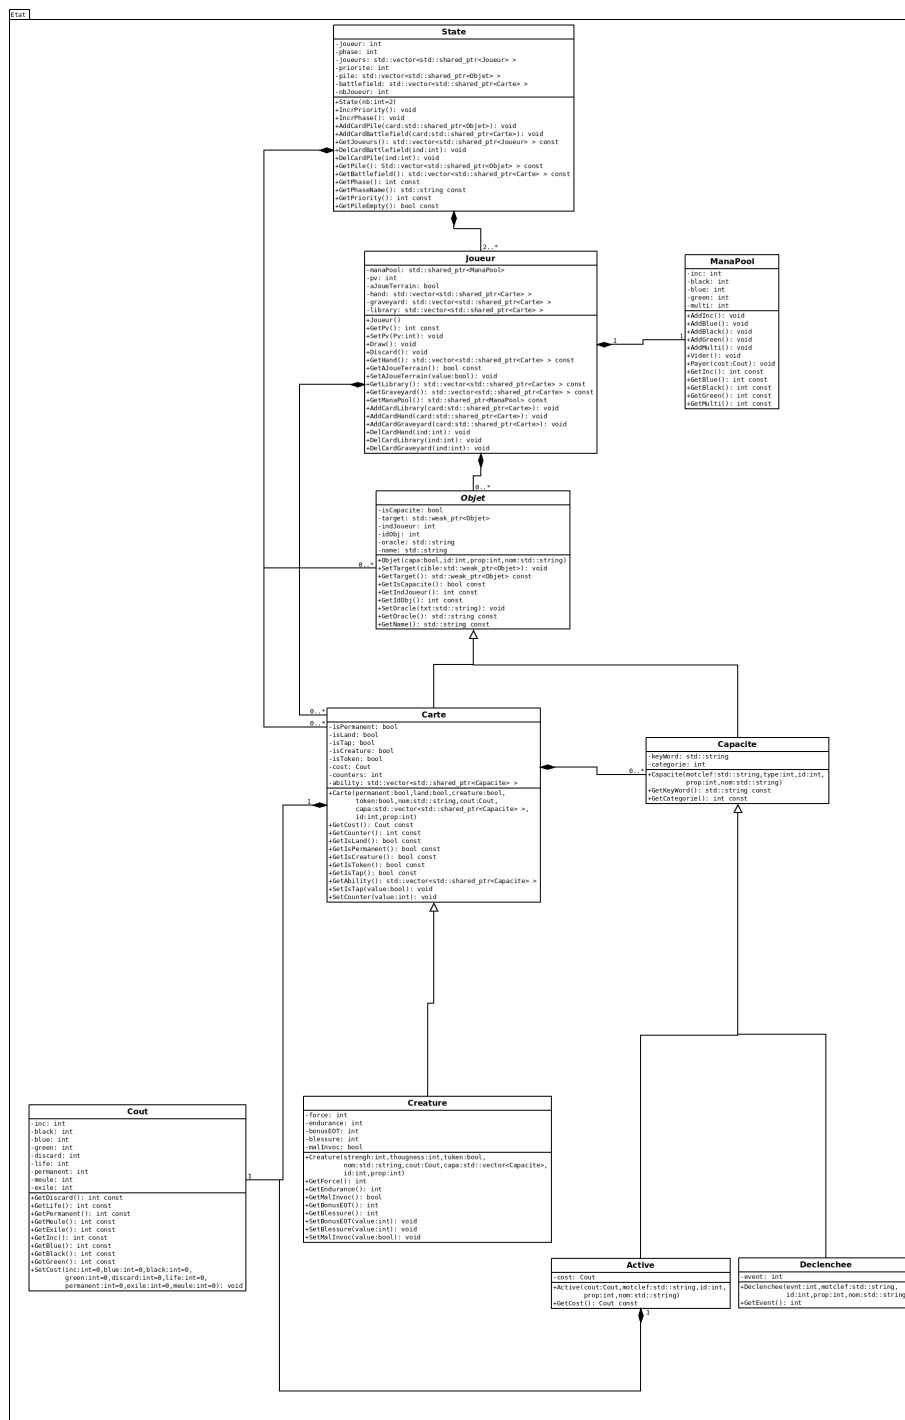 Etat
State
-joueur: int
-phase: int
-joueurs: std::vector<std::shared_ptr<Joueur> >
-priorite: int
-pile: std::vector<std::shared_ptr<Objet> >
-battlefield: std::vector<std::shared_ptr<Carte> >
-nbJoueur: int
+State(nb:int=2)
+IncrPriority(): void
+IncrPhase(): void
+AddCardPile(card:std::shared_ptr<Objet>): void
+AddCardBattlefield(card:std::shared_ptr<Carte>): void
+GetJoueurs(): std::vector<std::shared_ptr<Joueur> > const
+DelCardBattlefield(ind:int): void
+DelCardPile(ind:int): void
+GetPile(): Std::vector<std::shared_ptr<Objet> > const
+GetBattlefield(): std::vector<std::shared_ptr<Carte> > const
+GetPhase(): int const
+GetPhaseName(): std::string const
+GetPriority(): int const
+GetPileEmpty(): bool const
2..*
Joueur
-manaPool: std::shared_ptr<ManaPool>
-pv: int
-aJoueTerrain: bool
-hand: std::vector<std::shared_ptr<Carte> >
-graveyard: std::vector<std::shared_ptr<Carte> >
-library: std::vector<std::shared_ptr<Carte> >
+Joueur()
+GetPv(): int const
+SetPv(Pv:int): void
+Draw(): void
+Discard(): void
+GetHand(): std::vector<std::shared_ptr<Carte> > const
+GetAJoueTerrain(): bool const
+SetAJoueTerrain(value:bool): void
+GetLibrary(): std::vector<std::shared_ptr<Carte> > const
+GetGraveyard(): std::vector<std::shared_ptr<Carte> > const
+GetManaPool(): std::shared_ptr<ManaPool> const
+AddCardLibrary(card:std::shared_ptr<Carte>): void
+AddCardHand(card:std::shared_ptr<Carte>): void
+AddCardGraveyard(card:std::shared_ptr<Carte>): void
+DelCardHand(ind:int): void
+DelCardLibrary(ind:int): void
+DelCardGraveyard(ind:int): void
1
1
ManaPool
-inc: int
-black: int
-blue: int
-green: int
-multi: int
+AddInc(): void
+AddBlue(): void
+AddBlack(): void
+AddGreen(): void
+AddMulti(): void
+Vider(): void
+Payer(cost:Cout): void
+GetInc(): int const
+GetBlue(): int const
+GetBlack(): int const
+GetGreen(): int const
+GetMulti(): int const
0..*
Objet
-isCapacite: bool
-target: std::weak_ptr<Objet>
-indJoueur: int
-idObj: int
-oracle: std::string
-name: std::string
+Objet(capa:bool,id:int,prop:int,nom:std::string)
+SetTarget(cible:std::weak_ptr<Objet>): void
+GetTarget(): std::weak_ptr<Objet> const
+GetIsCapacite(): bool const
+GetIndJoueur(): int const
+GetIdObj(): int const
+SetOracle(txt:std::string): void
+GetOracle(): std::string const
+GetName(): std::string const
0..*
0..*
0..*
Carte
-isPermanent: bool
-isLand: bool
-isTap: bool
-isCreature: bool
-isToken: bool
-cost: Cout
-counters: int
-ability: std::vector<std::shared_ptr<Capacite> >
+Carte(permanent:bool,land:bool,creature:bool,
token:bool,nom:std::string,cout:Cout,
capa:std::vector<std::shared_ptr<Capacite> >,
id:int,prop:int)
+GetCost(): Cout const
+GetCounter(): int const
+GetIsLand(): bool const
+GetIsPermanent(): bool const
+GetIsCreature(): bool const
+GetIsToken(): bool const
+GetIsTap(): bool const
+GetAbility(): std::vector<std::shared_ptr<Capacite> >
+SetIsTap(value:bool): void
+SetCounter(value:int): void
1
0..*
Capacite
-keyWord: std::string
-categorie: int
+Capacite(motclef:std::string,type:int,id:int,
prop:int,nom:std::string)
+GetKeyWord(): std::string const
+GetCategorie(): int const
Cout
-inc: int
-black: int
-blue: int
-green: int
-discard: int
-life: int
-permanent: int
-meule: int
-exile: int
+GetDiscard(): int const
+GetLife(): int const
+GetPermanent(): int const
+GetMeule(): int const
+GetExile(): int const
+GetInc(): int const
+GetBlue(): int const
+GetBlack(): int const
+GetGreen(): int const
+SetCost(inc:int=0,blue:int=0,black:int=0,
green:int=0,discard:int=0,life:int=0,
permanent:int=0,exile:int=0,meule:int=0): void
1
Creature
-force: int
-endurance: int
-bonusEOT: int
-blessure: int
-malInvoc: bool
+Creature(strengh:int,thougness:int,token:bool,
nom:std::string,cout:Cout,capa:std::vector<Capacite>,
id:int,prop:int)
+GetForce(): int
+GetEndurance(): int
+GetMalInvoc(): bool
+GetBonusEOT(): int
+GetBlessure(): int
+SetBonusEOT(value:int): void
+SetBlessure(value:int): void
+SetMalInvoc(value:bool): void
Active
-cost: Cout
+Active(cout:Cout,motclef:std::string,id:int,
prop:int,nom:std::string)
+GetCost(): Cout const
1
Declenchee
-event: int
+Declenchee(evnt:int,motclef:std::string,
id:int,prop:int,nom:std::string
+GetEvent(): int